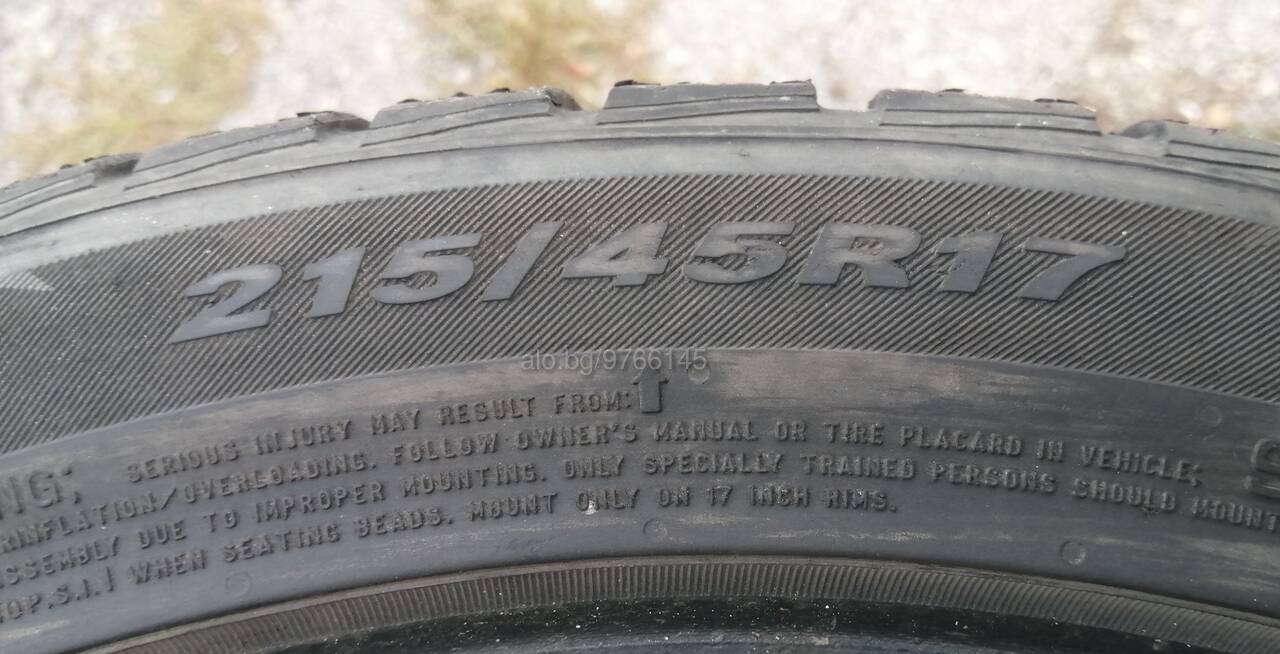 215/45R17
alo.bg/9766145
SERIOUS INJURY MAY RESULT FROM:
RINFLATION/OVERLOADING. FOLLOW OWNER'S MANUAL OR TIRE PLACARD IN VEHICLE;
ASSEMBLY DUE TO IMPROPER MOUNTING. ONLY SPECIALLY TRAINED PERSONS SHOULD MOUNT
WHEN SEATING BEADS. MOUNT ONLY ON 17 INCH RIMS.